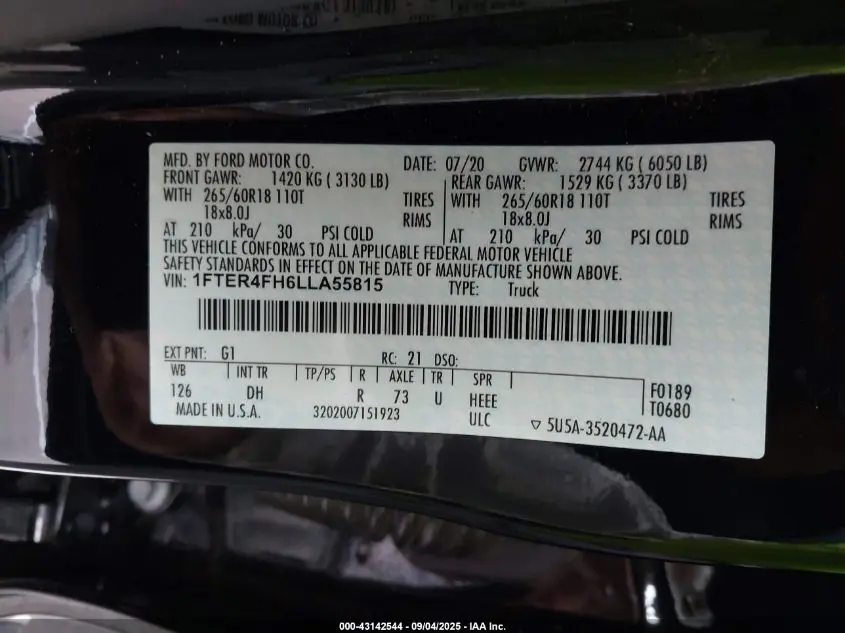 MFD. BY FORD MOTOR CO. DATE: 07/20 GVWR: 2744 KG ( 6050 LB)
FRONT GAWR: 1420 KG ( 3130 LB) REAR GAWR: 1529 KG ( 3370 LB)
WITH 265/60R18 110T TIRES WITH 265/60R18 110T TIRES
18x8.0J RIMS 18x8.0J RIMS
AT 210 kPa/ 30 PSI COLD AT 210 kPa/ 30 PSI COLD
THIS VEHICLE CONFORMS TO ALL APPLICABLE FEDERAL MOTOR VEHICLE
SAFETY STANDARDS IN EFFECT ON THE DATE OF MANUFACTURE SHOWN ABOVE.
VIN: 1FTER4FH6LLA55815 TYPE: Truck
EXT PNT: G1 RC: 21 DSO:
WB INT TR TP/PS R AXLE TR SPR
126 DH R 73 U HEEE F0189
MADE IN U.S.A. 3202007151923 ULC T0680
▽ 5U5A-3520472-AA
000-43142544 - 09/04/2025 - IAA Inc.